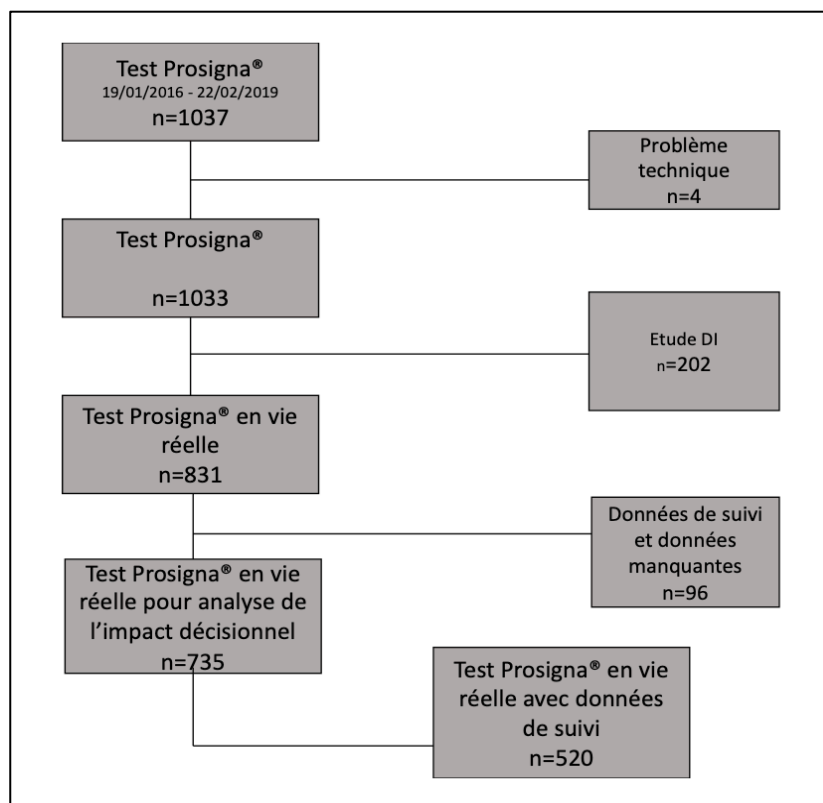 Test Prosigna®
19/01/2016 - 22/02/2019
n=1037
Problème
technique
n=4
Test Prosigna®
n=1033
Etude DI
n=202
Test Prosigna® en vie
réelle
n=831
Données de suivi
et données
manquantes
n=96
Test Prosigna® en vie
réelle pour analyse de
l’impact décisionnel
n=735
Test Prosigna® en vie
réelle avec données
de suivi
n=520